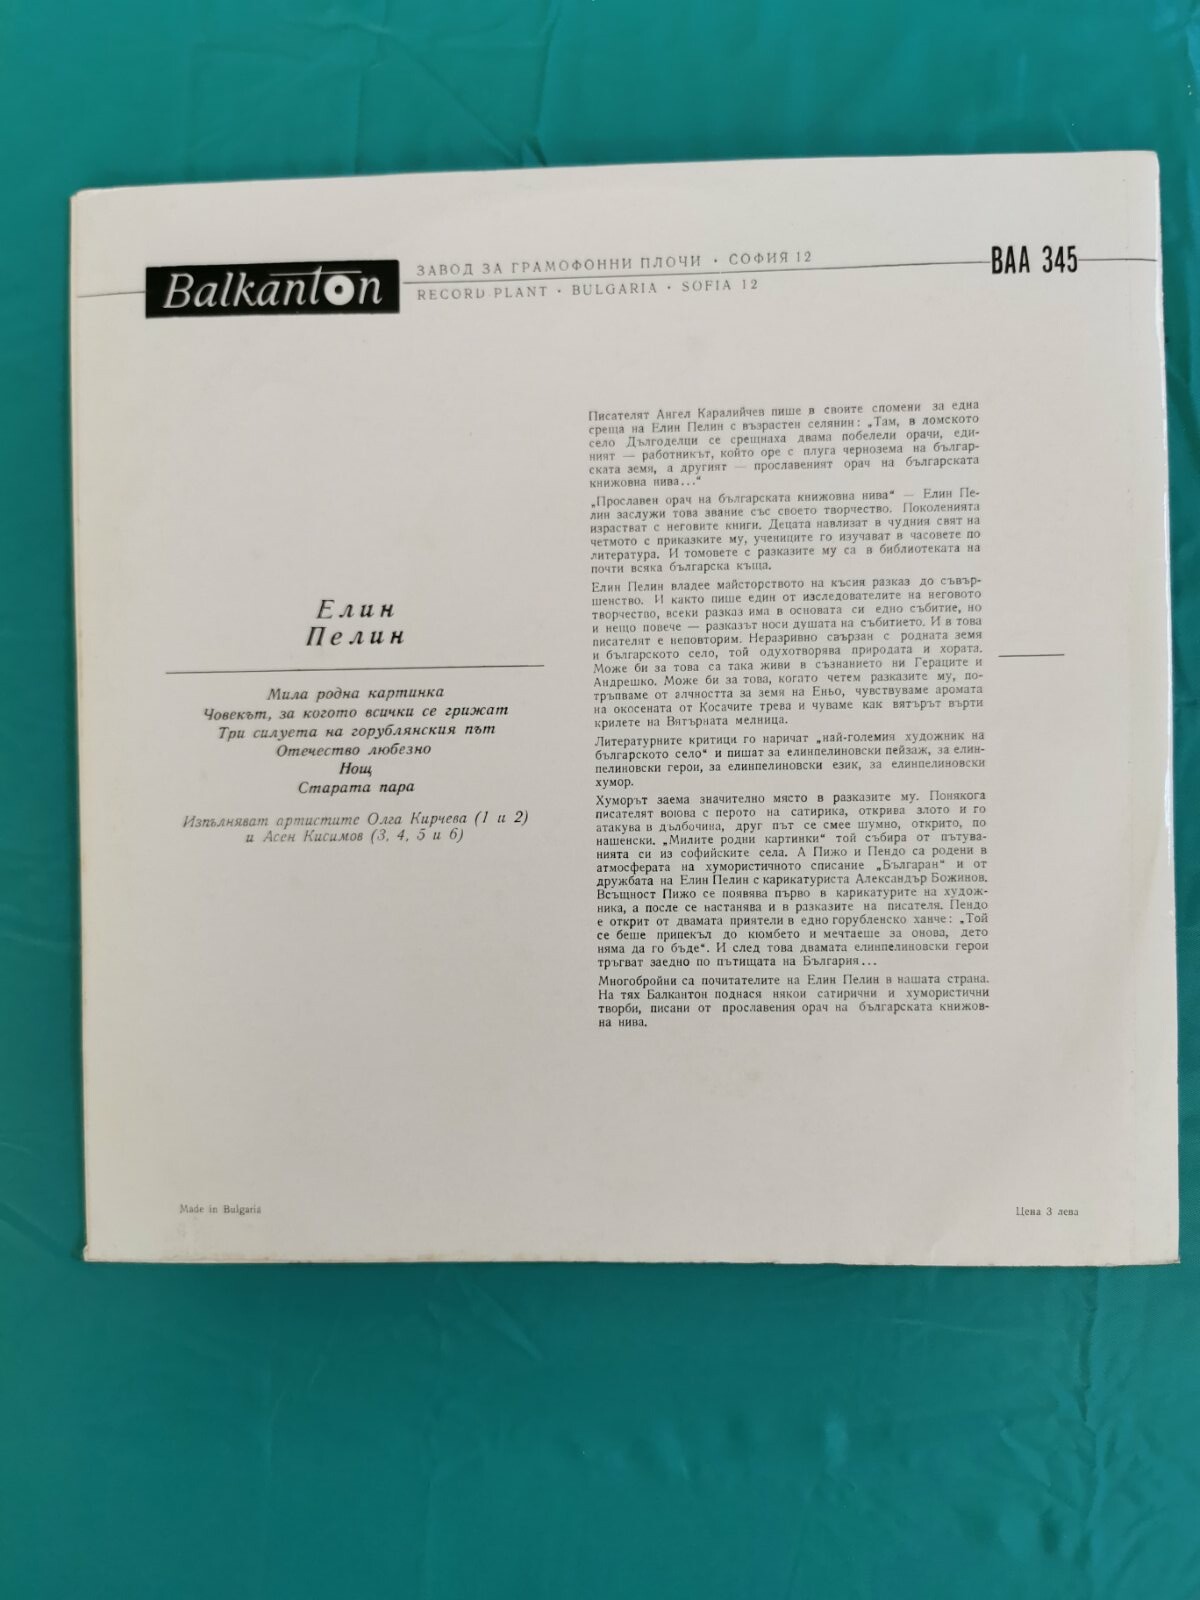 Balkanton
ЗАВОД ЗА ГРАМОФОННИ ПЛОЧИ • СОФИЯ 12
RECORD PLANT • BULGARIA • SOFIA 12
ВАА 345
Елин
Пелин
Мила родна картинка
Човекът, за когото всички се грижат
Три силуета на горублянския път
Отечество любезно
Нощ
Старата пара
Изпълняват артистите Олга Кирчева (1 и 2)
и Асен Кисимов (3, 4, 5 и 6)
Писателят Ангел Каралийчев пише в своите спомени за една
среща на Елин Пелин с възрастен селянин: „Там, в ломското
село Дългоделци се срещнаха двама побелели орачи, еди-
ният — работникът, който оре с плуга чернозема на българ-
ската земя, а другият — прославеният орач на българската
книжовна нива...“
„Прославен орач на българската книжовна нива“ — Елин Пе-
лин заслужи това звание със своето творчество. Поколенията
израстват с неговите книги. Децата навлизат в чудния свят на
четмото с приказките му, учениците го изучават в часовете по
литература. И томовете с разказите му са в библиотеката на
почти всяка българска къща.
Елин Пелин владее майсторството на късия разказ до съвър-
шенство. И както пише един от изследователите на неговото
творчество, всеки разказ има в основата си едно събитие, но
и нещо повече — разказът носи душата на събитието. И в това
писателят е неповторим. Неразривно свързан с родната земя
и българското село, той одухотворява природата и хората.
Може би за това са така живи в съзнанието ни Гераците и
Андрешко. Може би за това, когато четем разказите му, по-
тръпваме от алчността за земя на Еньо, чувствуваме аромата
на окосената от Косачите трева и чуваме как вятърът върти
крилете на Вятърната мелница.
Литературните критици го наричат „най-големия художник на
българското село“ и пишат за елинпелиновски пейзаж, за елин-
пелиновски герои, за елинпелиновски език, за елинпелиновски
хумор.
Хуморът заема значително място в разказите му. Понякога
писателят воюва с перото на сатирика, открива злото и го
атакува в дълбочина, друг път се смее шумно, открито, по
нашенски. „Милите родни картинки“ той събира от пътува-
нията си из софийските села. А Пижо и Пендо са родени в
атмосферата на хумористичното списание „Българан“ и от
дружбата на Елин Пелин с карикатуриста Александър Божинов.
Всъщност Пижо се появява първо в карикатурите на худож-
ника, а после се настанява и в разказите на писателя. Пендо
е открит от двамата приятели в едно горубленско ханче: „Той
се беше припекъл до кюмбето и мечтаеше за онова, дето
няма да го бъде“. И след това двамата елинпелиновски герои
тръгват заедно по пътищата на България...
Многобройни са почитателите на Елин Пелин в нашата страна.
На тях Балкантон поднася някои сатирични и хумористични
творби, писани от прославения орач на българската книжов-
на нива.
Made in Bulgaria
Цена 3 лева